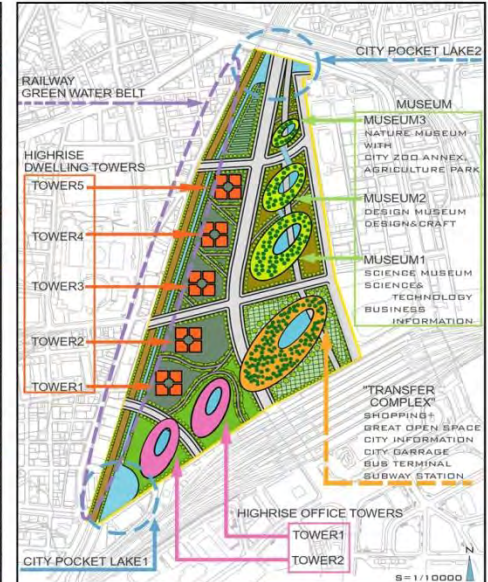 CITY POCKET LAKE2
RAILWAY
GREEN WATER BELT
MUSEUM
MUSEUM3
NATURE MUSEUM
WITH
CITY ZOO ANNEX,
AGRICULTURE PARK
MUSEUM2
DESIGN MUSEUM
DESIGN&CRAFT
MUSEUM1
SCIENCE MUSEUM
SCIENCE&
TECHNOLOGY
BUSINESS
INFORMATION
HIGHRISE
DWELLING TOWERS
TOWER5
TOWER4
TOWER3
TOWER2
TOWER1
"TRANSFER
COMPLEX"
SHOPPING+
GREAT OPEN SPACE
CITY INFORMATION
CITY GARRAGE
BUS TERMINAL
SUBWAY STATION
HIGHRISE OFFICE TOWERS
TOWER1
TOWER2
CITY POCKET LAKE1
N
S=1/10000